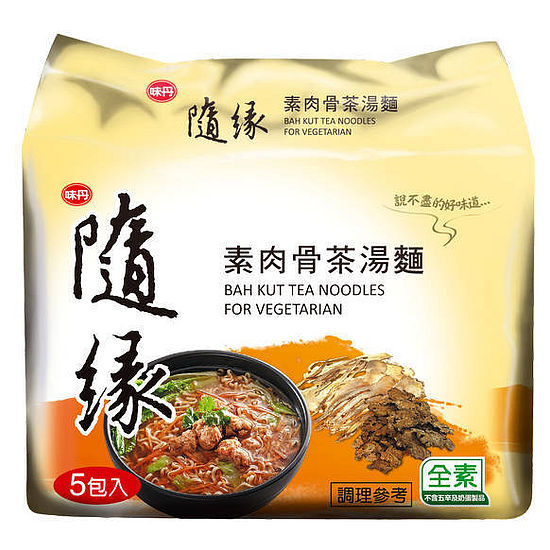 味丹
隨緣
素肉骨茶湯麵
BAH KUT TEA NOODLES
FOR VEGETARIAN
味丹
隨緣
說不盡的好味道...
素肉骨茶湯麵
BAH KUT TEA NOODLES
FOR VEGETARIAN
5包入
調理參考
全素
不含五辛及奶蛋製品